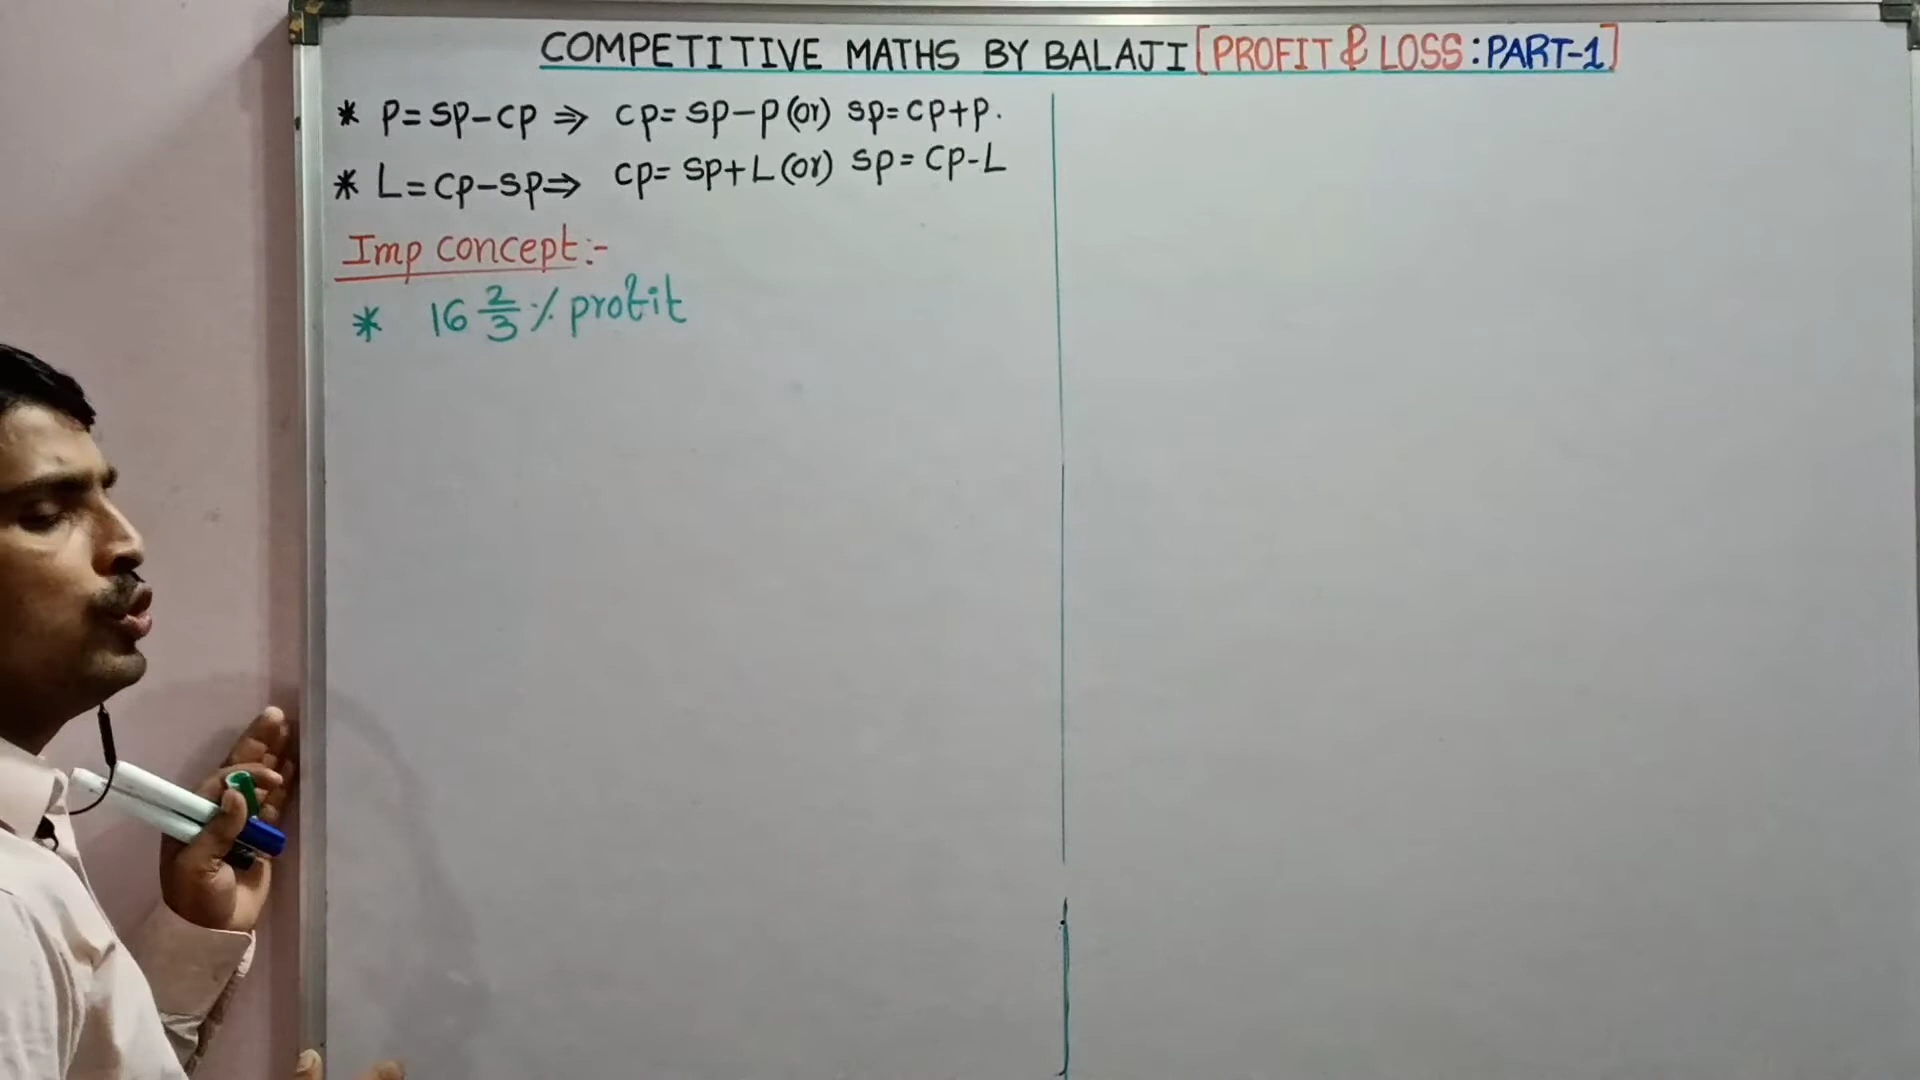 COMPETITIVE MATHS BY BALAJI [PROFIT & LOSS: PART-1]
* P=SP-CP ⇒ CP= SP-P (or) SP=CP+P.
* L=CP-SP⇒ CP= SP+L (or) SP= CP-L
Imp concept:-
* 16 2/3 % profit